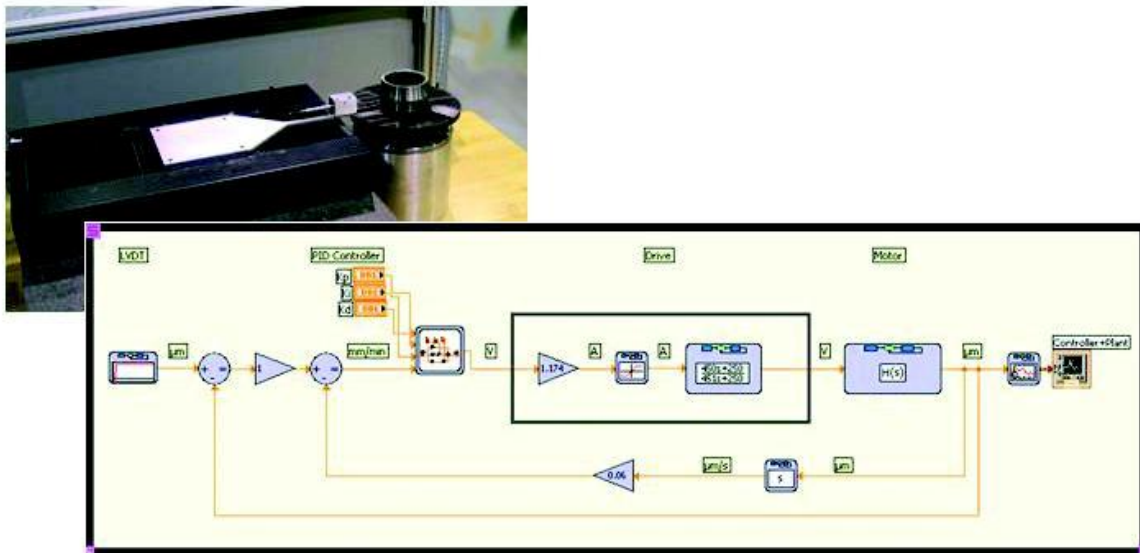 LVDT
PID Controller
Drive
Motor
Kp
Ki
Kd
µm
mm/min
V
A
A
V
µm
Controller+Plant
1
1.174
H(s)
0.06
µm/s
s
µm